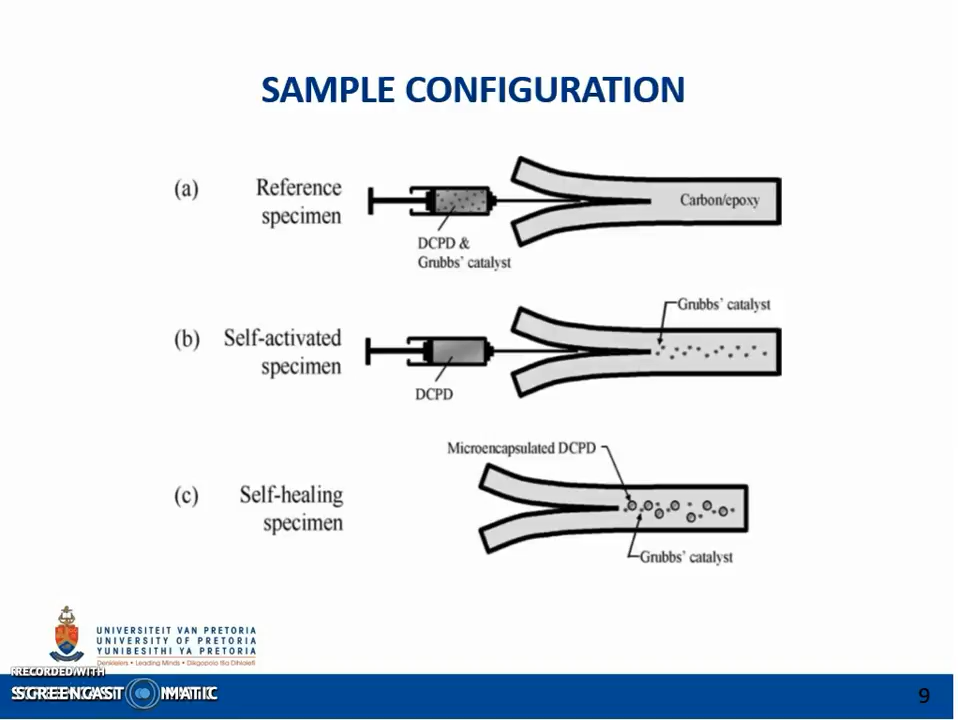 SAMPLE CONFIGURATION
(a) Reference
specimen
Carbon/epoxy
DCPD &
Grubbs' catalyst
Grubbs' catalyst
(b) Self-activated
specimen
DCPD
Microencapsulated DCPD
(c) Self-healing
specimen
Grubbs' catalyst
UNIVERSITEIT VAN PRETORIA
UNIVERSITY OF PRETORIA
YUNIBESITHI YA PRETORIA
Denkleiers • Leading Minds • Dikgopolo tša Dihlalefi
RECORDED WITH
SCREENCAST MATIC
9